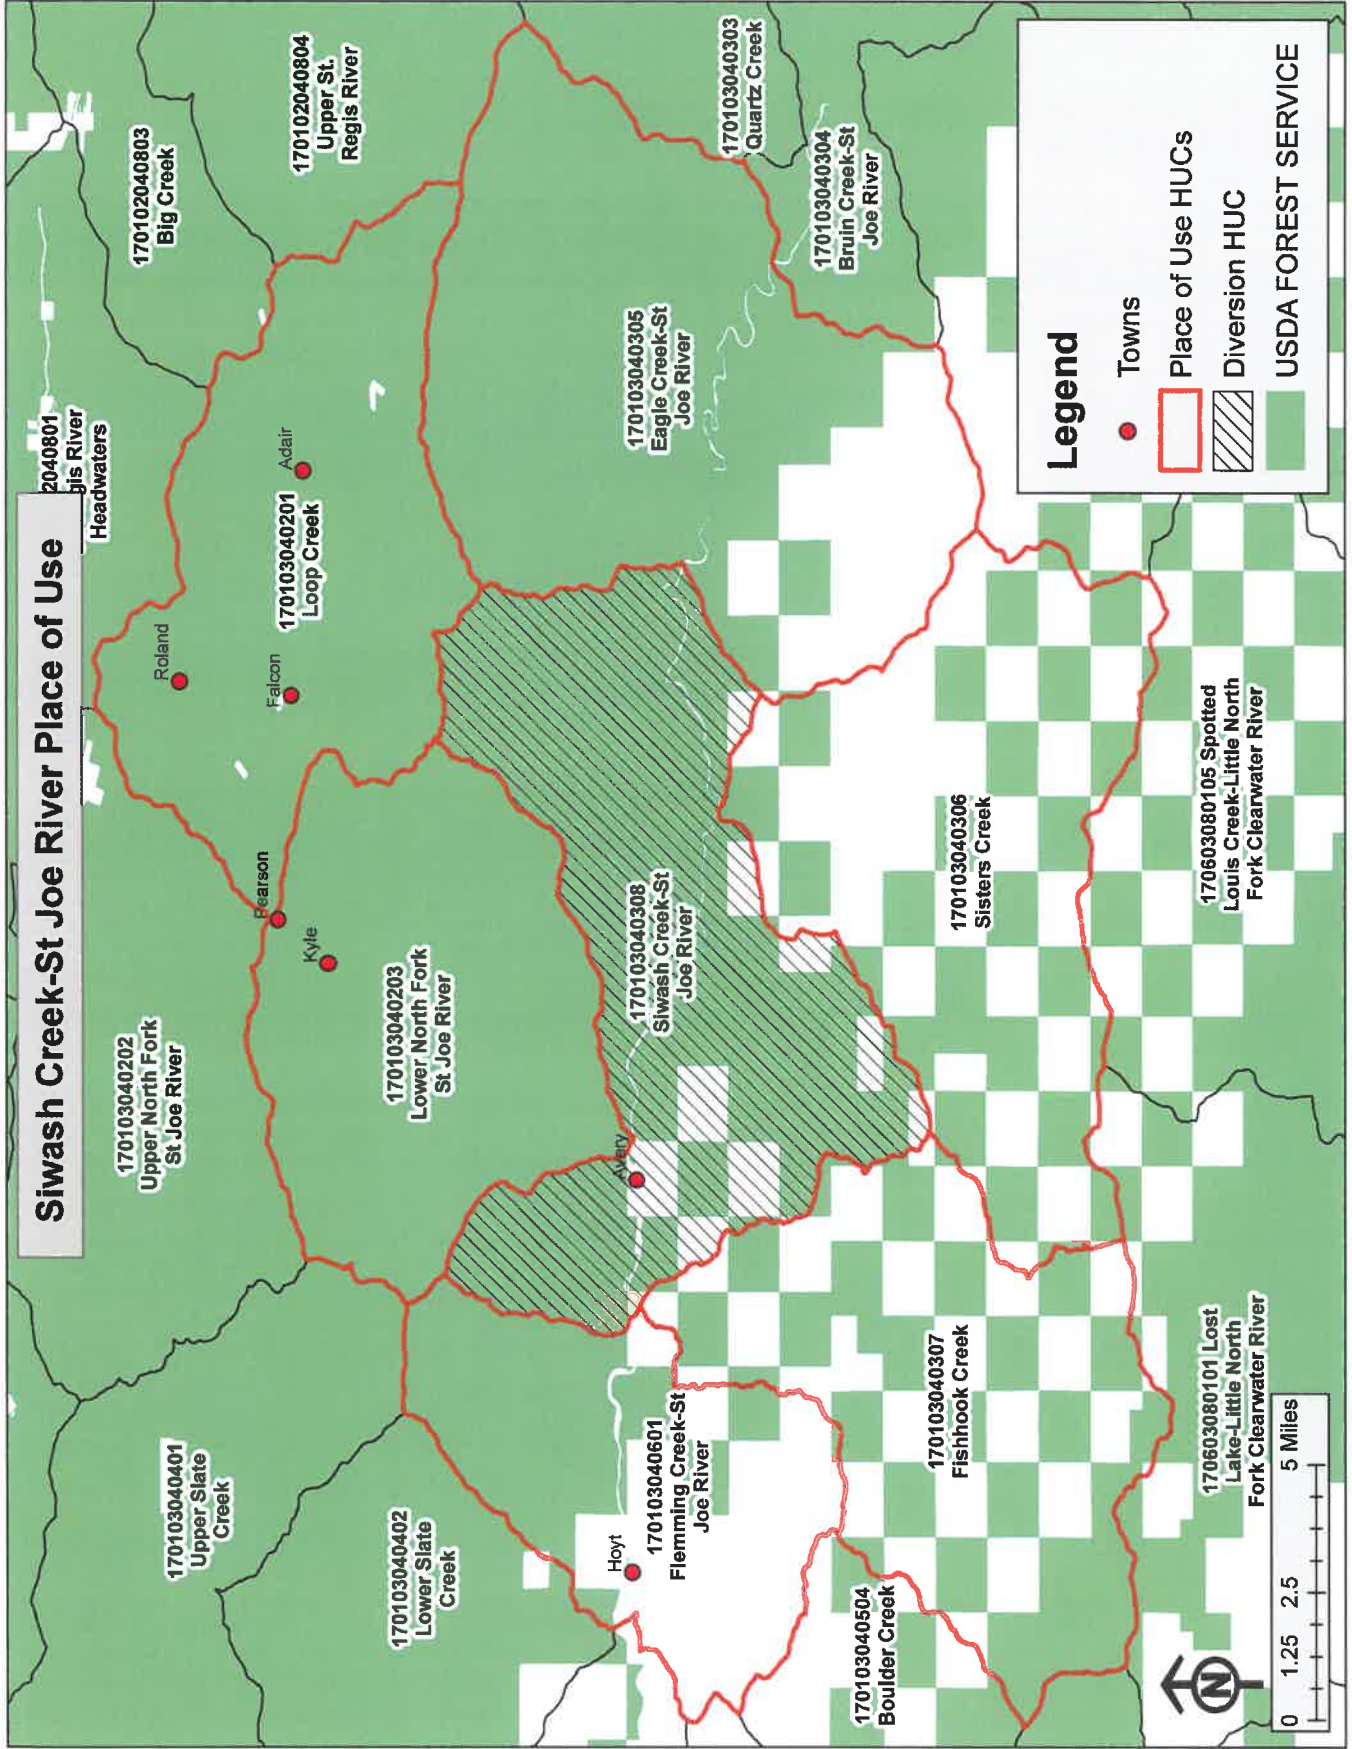 Siwash Creek-St Joe River Place of Use
2040801
gis River
Headwaters
170102040803
Big Creek
170102040804
Upper St.
Regis River
170103040202
Upper North Fork
St Joe River
170103040401
Upper Slate
Creek
Roland
Falcon
Adair
170103040201
Loop Creek
Pearson
Kyle
170103040203
Lower North Fork
St Joe River
170103040402
Lower Slate
Creek
170103040305
Eagle Creek-St
Joe River
170103040303
Quartz Creek
170103040304
Bruin Creek-St
Joe River
170103040308
Siwash Creek-St
Joe River
Avery
Hoyt
170103040601
Flemming Creek-St
Joe River
170103040504
Boulder Creek
170103040307
Fishhook Creek
170103040306
Sisters Creek
170603080105 Spotted
Louis Creek-Little North
Fork Clearwater River
170603080101 Lost
Lake-Little North
Fork Clearwater River
N
0 1.25 2.5 5 Miles
Legend
Towns
Place of Use HUCs
Diversion HUC
USDA FOREST SERVICE